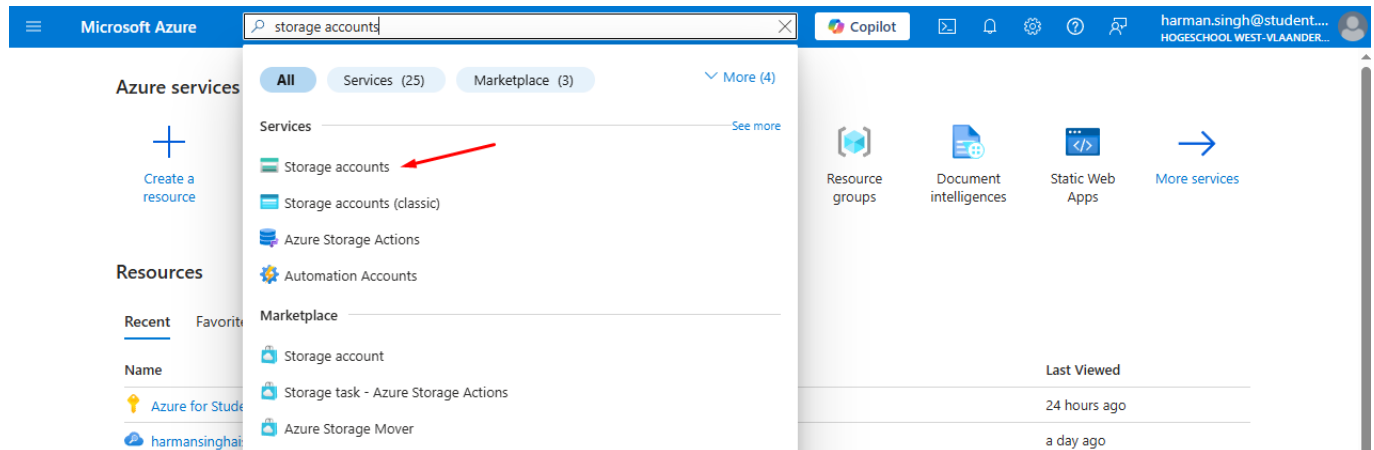 Microsoft Azure
storage accounts
Copilot
harman.singh@student....
HOGESCHOOL WEST-VLAANDER...
Azure services
Create a
resource
All
Services (25)
Marketplace (3)
More (4)
Services
See more
Storage accounts
Storage accounts (classic)
Azure Storage Actions
Automation Accounts
Marketplace
Storage account
Storage task - Azure Storage Actions
Azure Storage Mover
Resource
groups
Document
intelligences
Static Web
Apps
More services
Resources
Recent
Favorite
Name
Last Viewed
Azure for Stude
24 hours ago
harmansinghai
a day ago